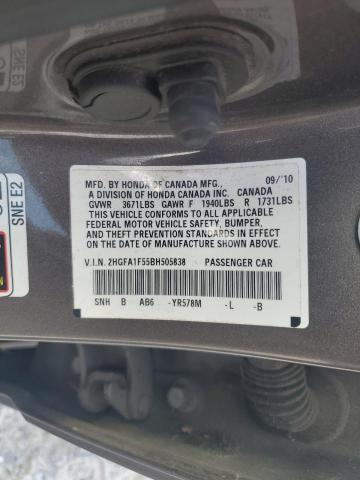 SNE E2
MFD. BY HONDA OF CANADA MFG., 09/'10
A DIVISION OF HONDA CANADA INC. CANADA
GVWR 3671LBS GAWR F 1940LBS R 1731LBS
THIS VEHICLE CONFORMS TO ALL APPLICABLE
FEDERAL MOTOR VEHICLE SAFETY, BUMPER,
AND THEFT PREVENTION STANDARDS IN EFFECT
ON THE DATE OF MANUFACTURE SHOWN ABOVE.
V.I.N. 2HGFA1F55BH505838 PASSENGER CAR
SNH B AB6 -YR578M -L -B
SNE E2